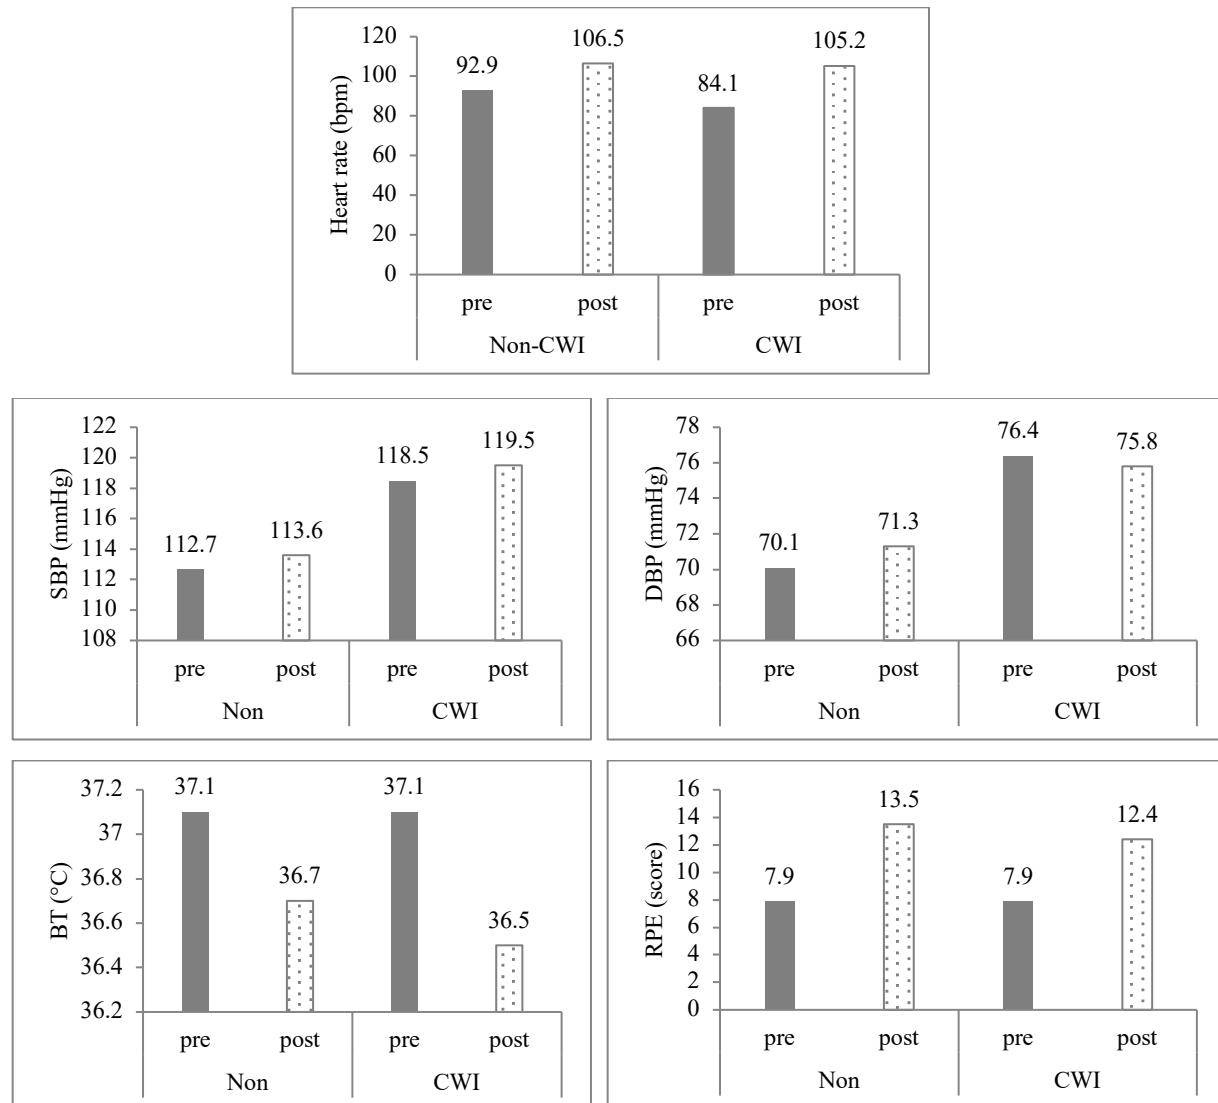 Heart rate (bpm)
120
100
80
60
40
20
0
92.9
106.5
84.1
105.2
pre
post
pre
post
Non-CWI
CWI
SBP (mmHg)
122
120
118
116
114
112
110
108
112.7
113.6
118.5
119.5
pre
post
pre
post
Non
CWI
DBP (mmHg)
78
76
74
72
70
68
66
70.1
71.3
76.4
75.8
pre
post
pre
post
Non
CWI
BT (°C)
37.2
37
36.8
36.6
36.4
36.2
37.1
36.7
37.1
36.5
pre
post
pre
post
Non
CWI
RPE (score)
16
14
12
10
8
6
4
2
0
7.9
13.5
7.9
12.4
pre
post
pre
post
Non
CWI